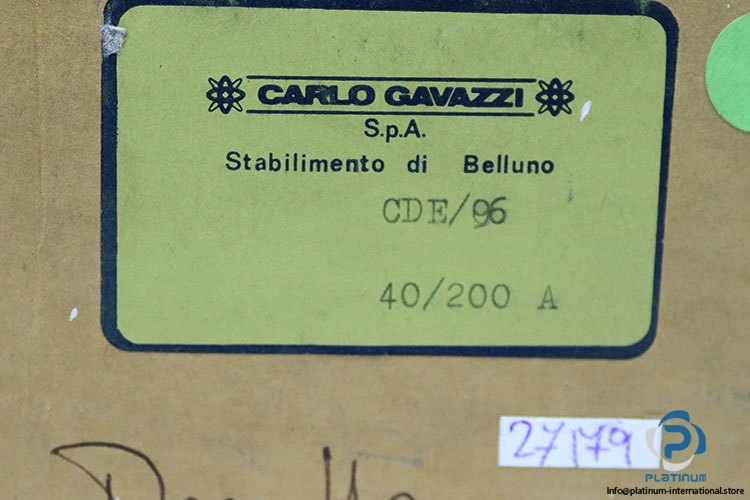 CARLO GAVAZZI
S.p.A.
Stabilimento di Belluno
CDE/96
40/200 A
27179
PLATINUM
info@platinum-international.store